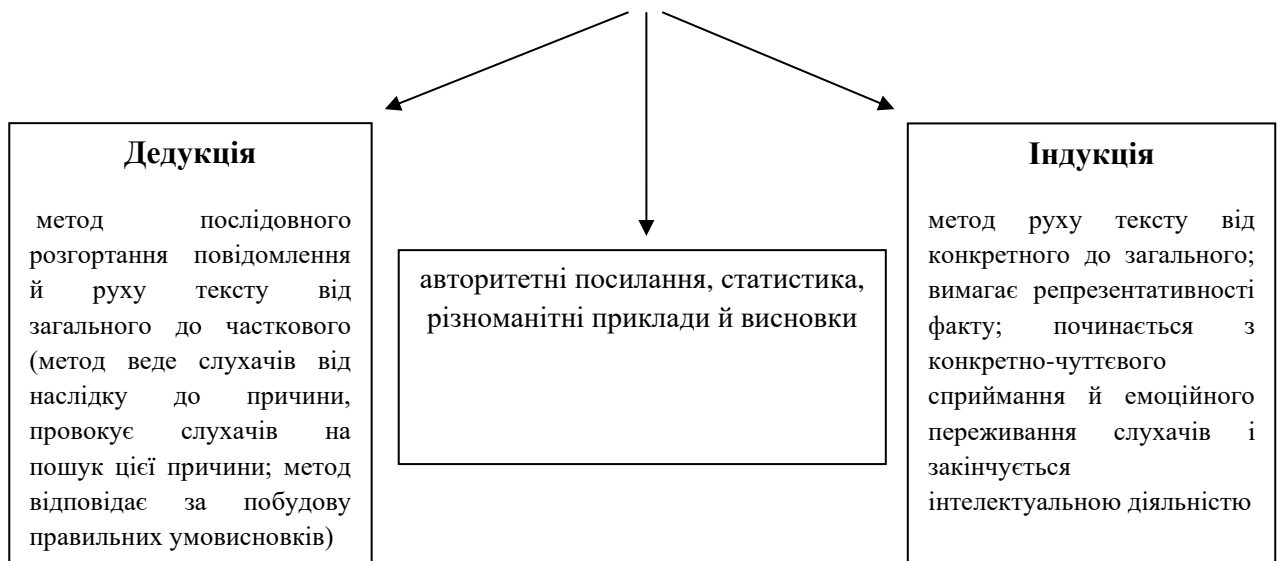 Дедукція
метод послідовного
розгортання повідомлення
й руху тексту від
загального до часткового
(метод веде слухачів від
наслідку до причини,
провокує слухачів на
пошук цієї причини; метод
відповідає за побудову
правильних умовисновків)
авторитетні посилання, статистика,
різноманітні приклади й висновки
Індукція
метод руху тексту від
конкретного до загального;
вимагає репрезентативності
факту; починається з
конкретно-чуттєвого
сприймання й емоційного
переживання слухачів і
закінчується
інтелектуальною діяльністю